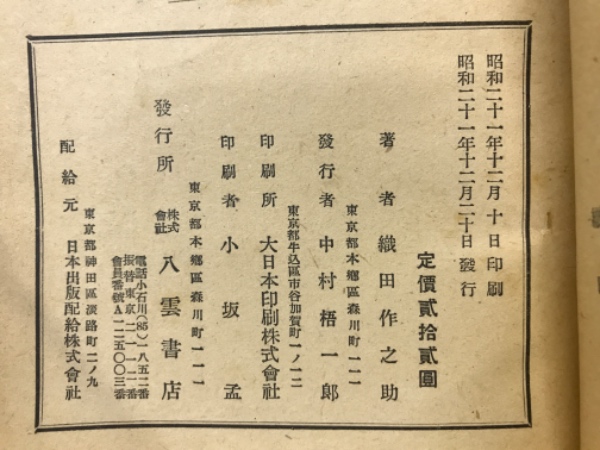 昭和二十一年十二月十日印刷
昭和二十一年十二月二十日發行
定價貳拾貳圓
著者 織田作之助
東京都本鄕區森川町一一一
發行者 中村梧一郞
東京都牛込區市谷加賀町一ノ一二
印刷所 大日本印刷株式會社
印刷者 小坂孟
東京都本鄕區森川町一一一
發行所 株式會社 八雲書店
電話小石川(85)一八五二番
振替東京二一一二一番
會員番號A一二五〇〇三番
東京都神田區淡路町二ノ九
配給元 日本出版配給株式會社